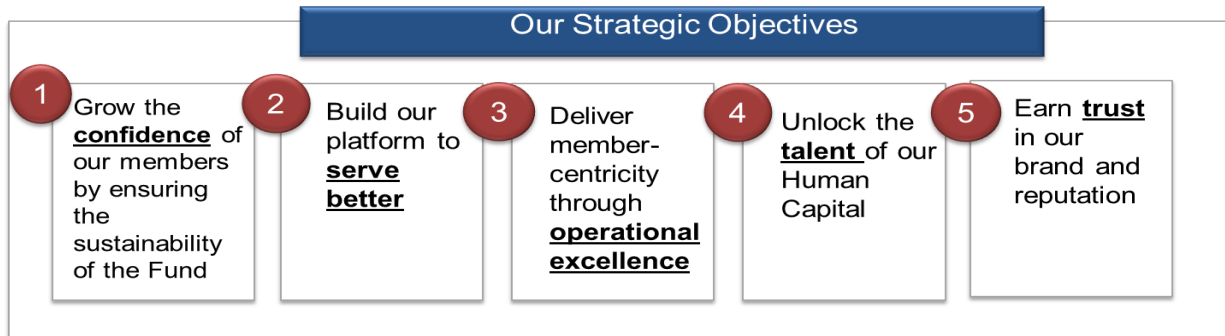 Our Strategic Objectives
1
Grow the
confidence of
our members
by ensuring
the
sustainability
of the Fund
2
Build our
platform to
serve
better
3
Deliver
member-
centricity
through
operational
excellence
4
Unlock the
talent of our
Human
Capital
5
Earn trust
in our
brand and
reputation